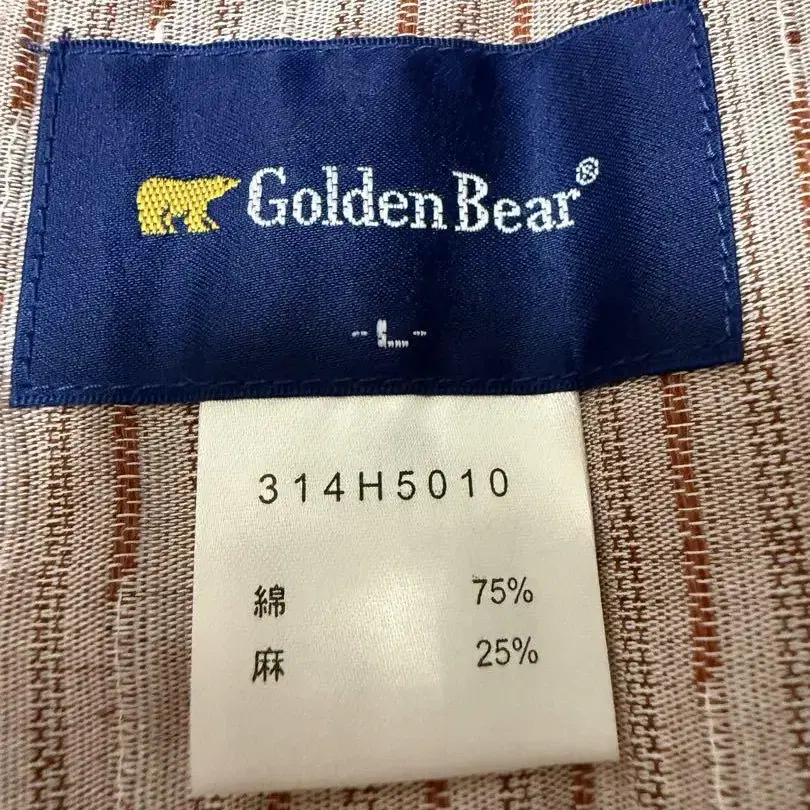 Golden Bear®
- L -
314H5010
綿 75%
麻 25%